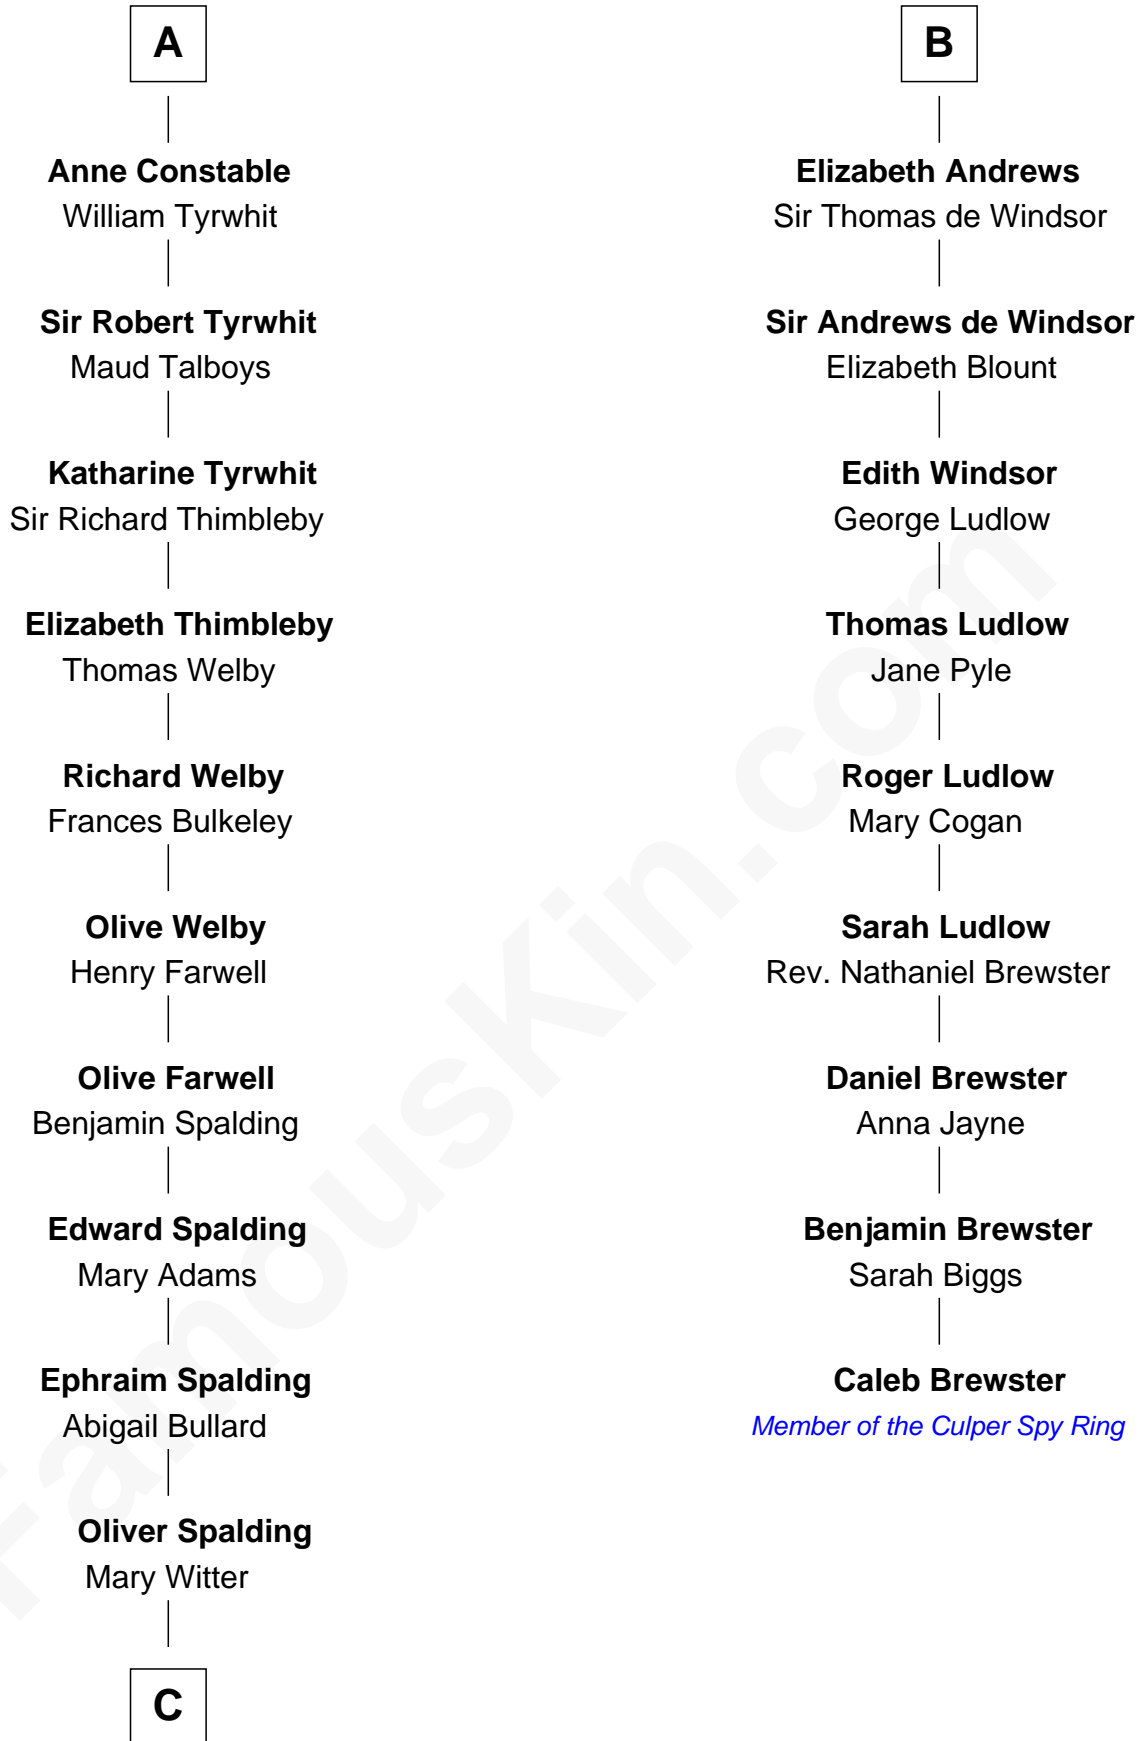 A
Anne Constable
William Tyrwhit
Sir Robert Tyrwhit
Maud Talboys
Katharine Tyrwhit
Sir Richard Thimbleby
Elizabeth Thimbleby
Thomas Welby
Richard Welby
Frances Bulkeley
Olive Welby
Henry Farwell
Olive Farwell
Benjamin Spalding
Edward Spalding
Mary Adams
Ephraim Spalding
Abigail Bullard
Oliver Spalding
Mary Witter
C
B
Elizabeth Andrews
Sir Thomas de Windsor
Sir Andrews de Windsor
Elizabeth Blount
Edith Windsor
George Ludlow
Thomas Ludlow
Jane Pyle
Roger Ludlow
Mary Cogan
Sarah Ludlow
Rev. Nathaniel Brewster
Daniel Brewster
Anna Jayne
Benjamin Brewster
Sarah Biggs
Caleb Brewster
Member of the Culper Spy Ring
FamousKin.com